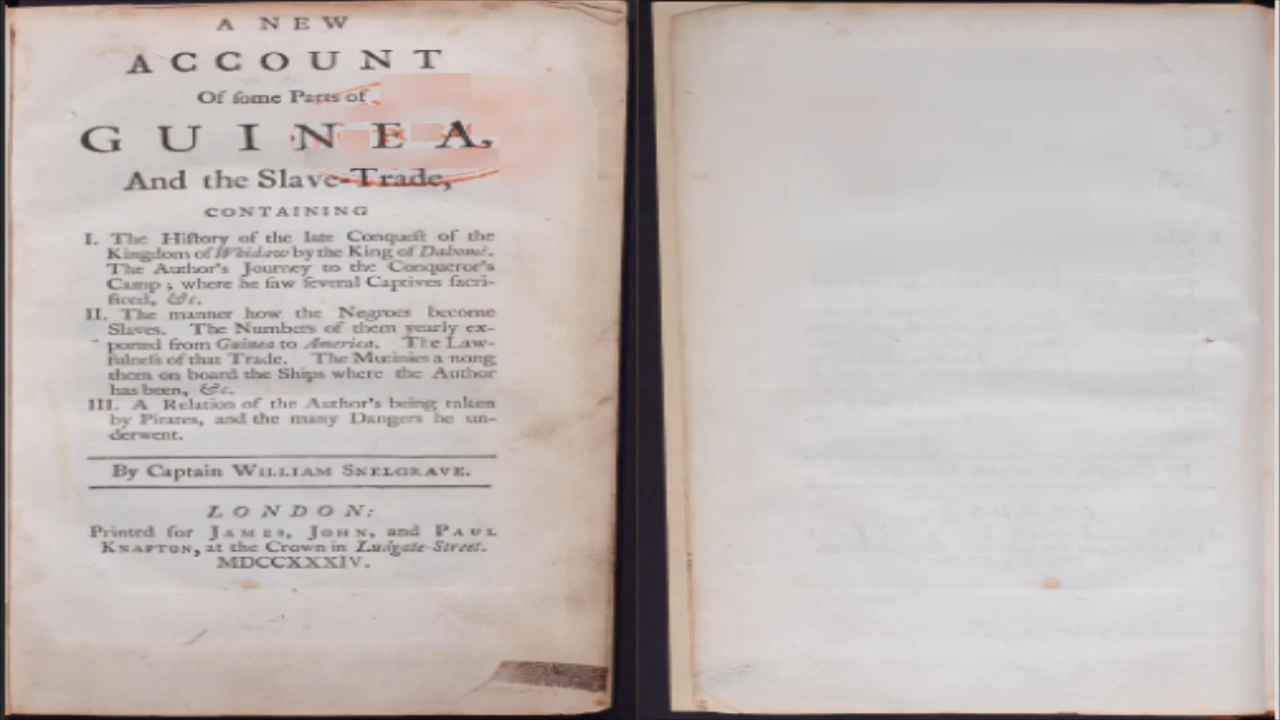 A NEW
ACCOUNT
Of ſome Parts of
GUINEA,
And the Slave-Trade,
CONTAINING
I. The Hiſtory of the late Conqueſt of the
Kingdom of Whidaw by the King of Dahomè.
The Author's Journey to the Conqueror's
Camp; where he ſaw ſeveral Captives ſacri-
ficed, &c.
II. The manner how the Negroes become
Slaves. The Numbers of them yearly ex-
ported from Guinea to America. The Law-
fulneſs of that Trade. The Mutinies among
them on board the Ships where the Author
has been, &c.
III. A Relation of the Author's being taken
by Pirates, and the many Dangers he un-
derwent.
By Captain WILLIAM SNELGRAVE.
LONDON:
Printed for JAMES, JOHN, and PAUL
KNAPTON, at the Crown in Ludgate-Street.
MDCCXXXIV.